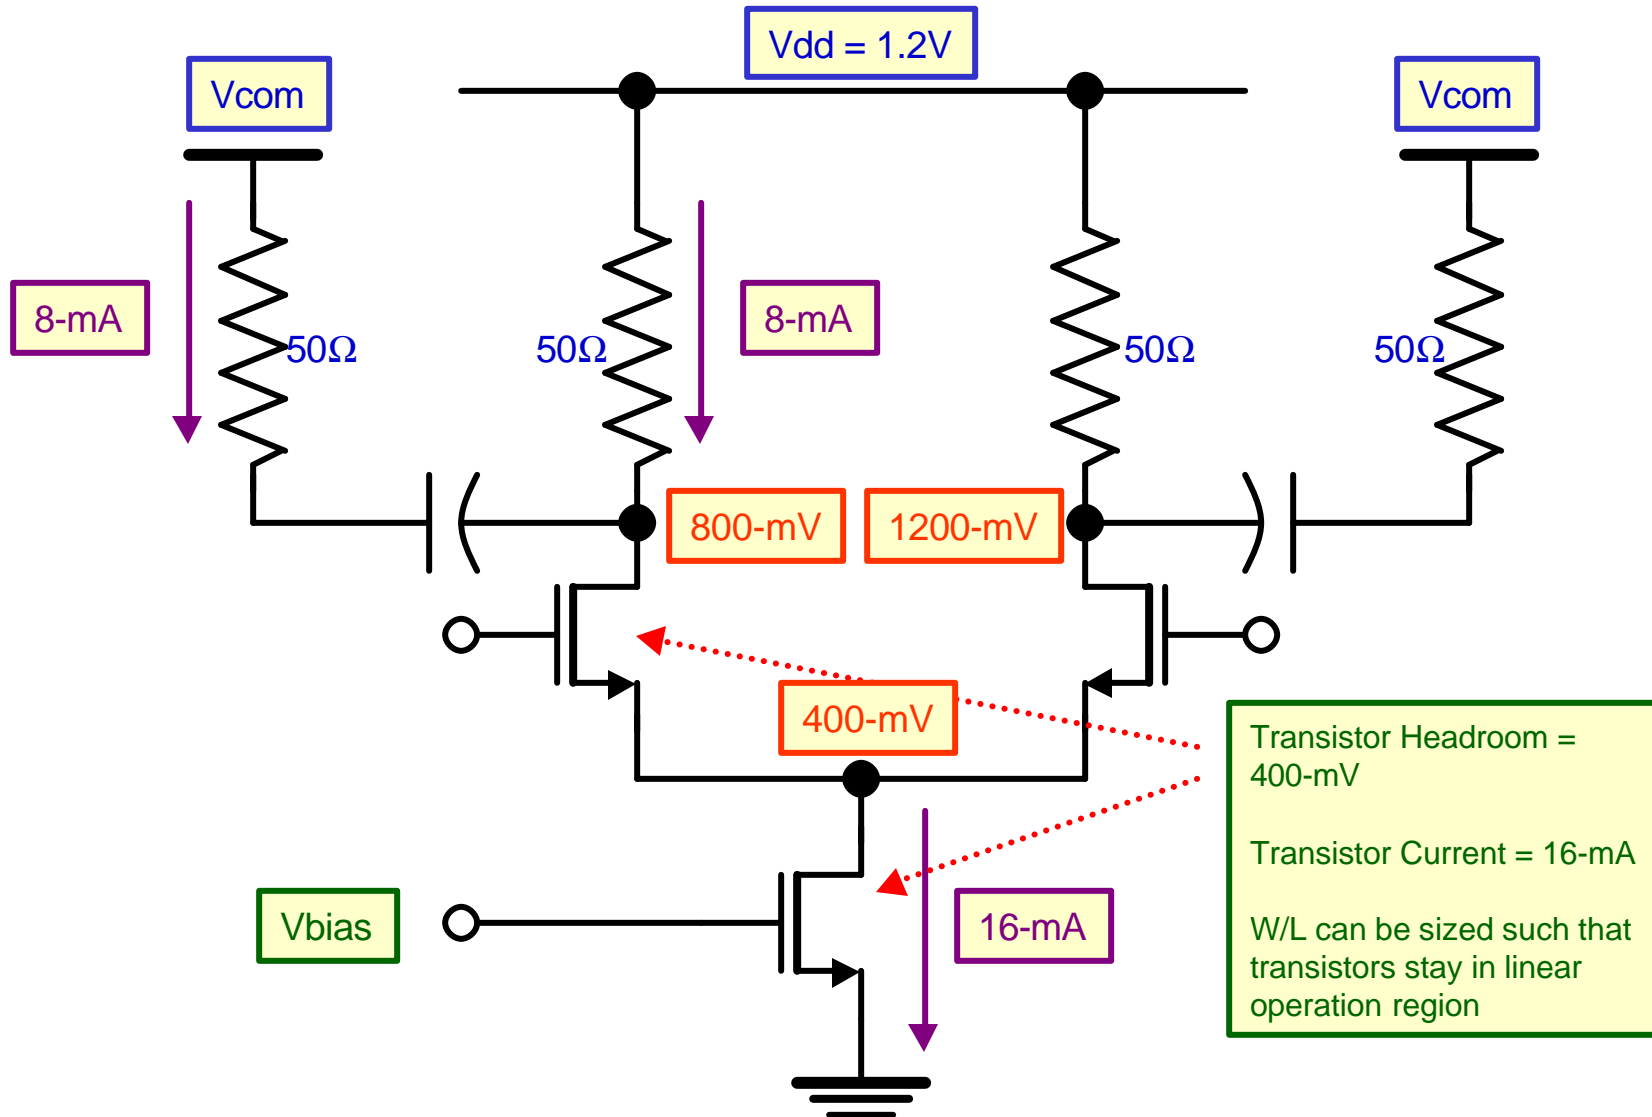 Vdd = 1.2V
Vcom
Vcom
8-mA
50Ω
50Ω
8-mA
50Ω
50Ω
800-mV
1200-mV
400-mV
Transistor Headroom =
400-mV
Transistor Current = 16-mA
W/L can be sized such that
transistors stay in linear
operation region
Vbias
16-mA